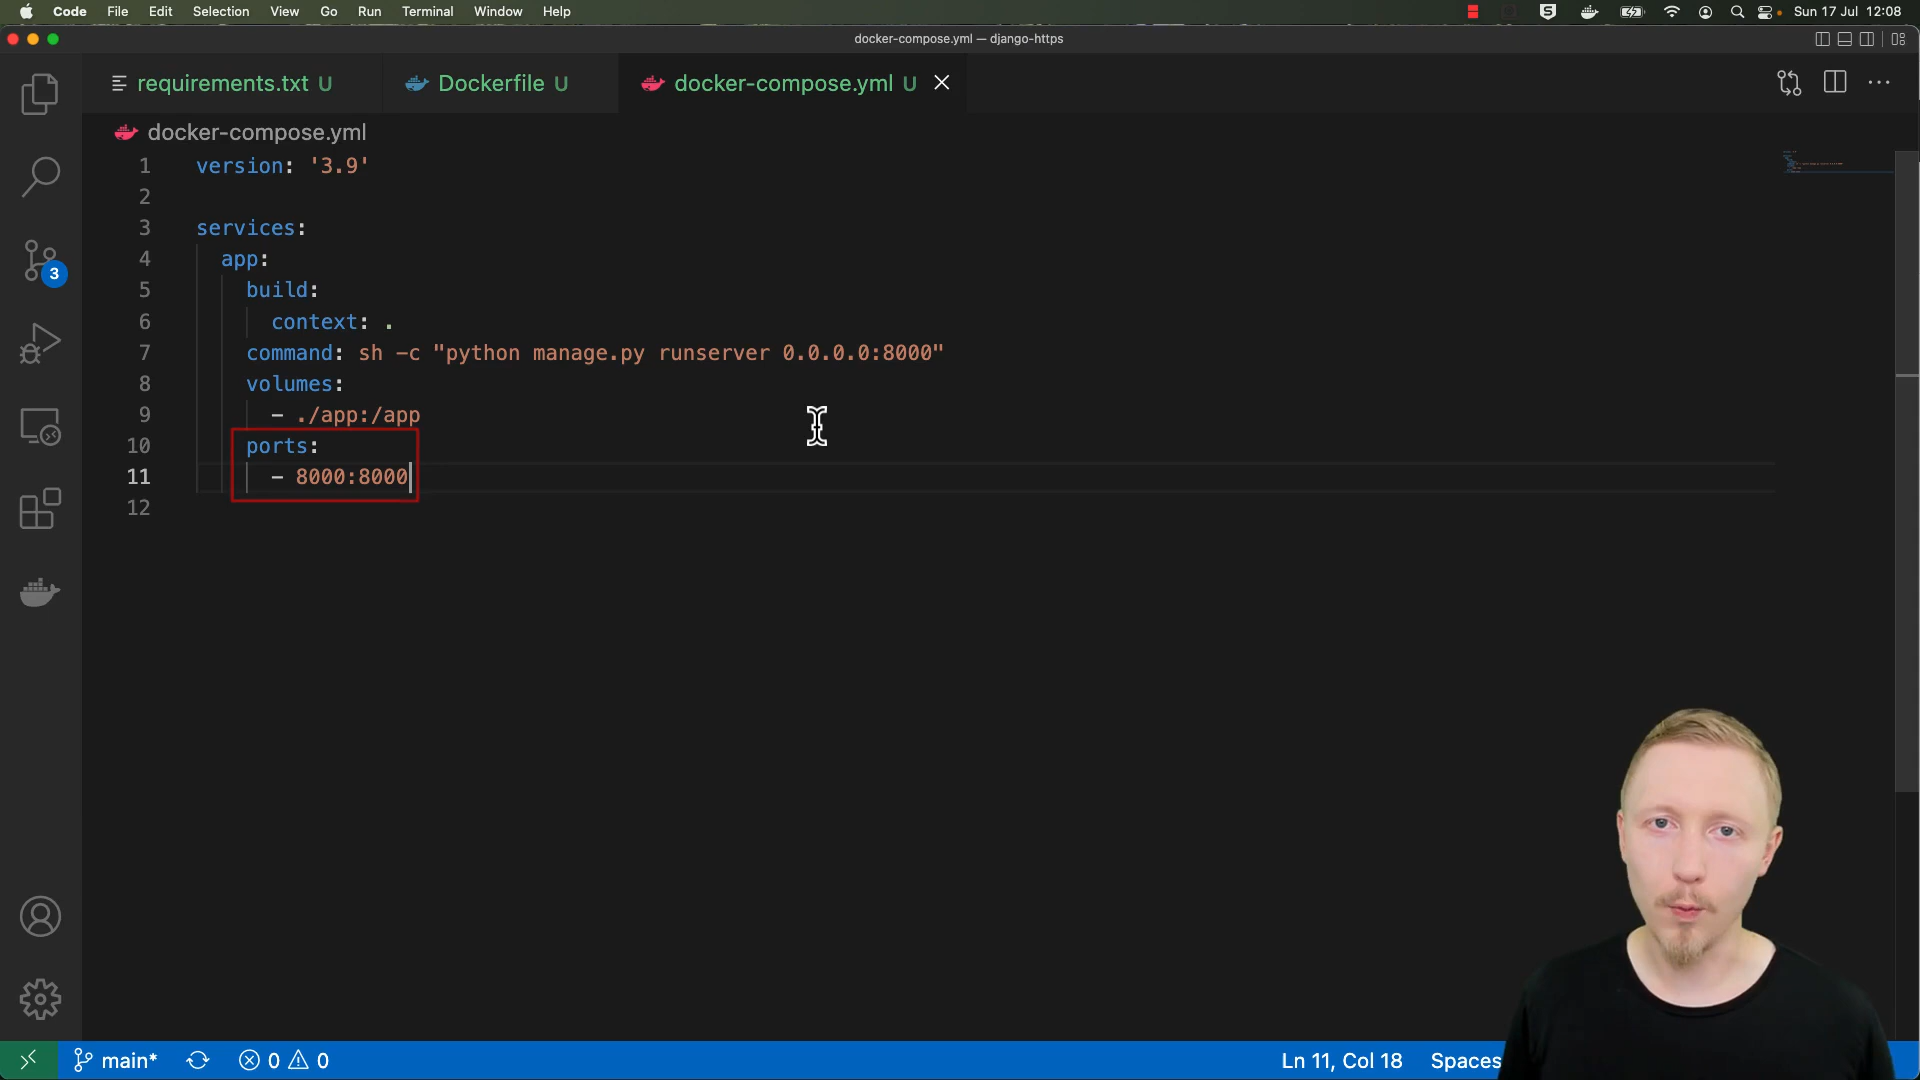 Code File Edit Selection View Go Run Terminal Window Help Sun 17 Jul 12:08
docker-compose.yml — django-https
requirements.txt U Dockerfile U docker-compose.yml U
docker-compose.yml
1 version: '3.9'
2
3 services:
4 app:
5 build:
6 context: .
7 command: sh -c "python manage.py runserver 0.0.0.0:8000"
8 volumes:
9 - ./app:/app
10 ports:
11 - 8000:8000
12
3
main* 0 0 Ln 11, Col 18 Spaces